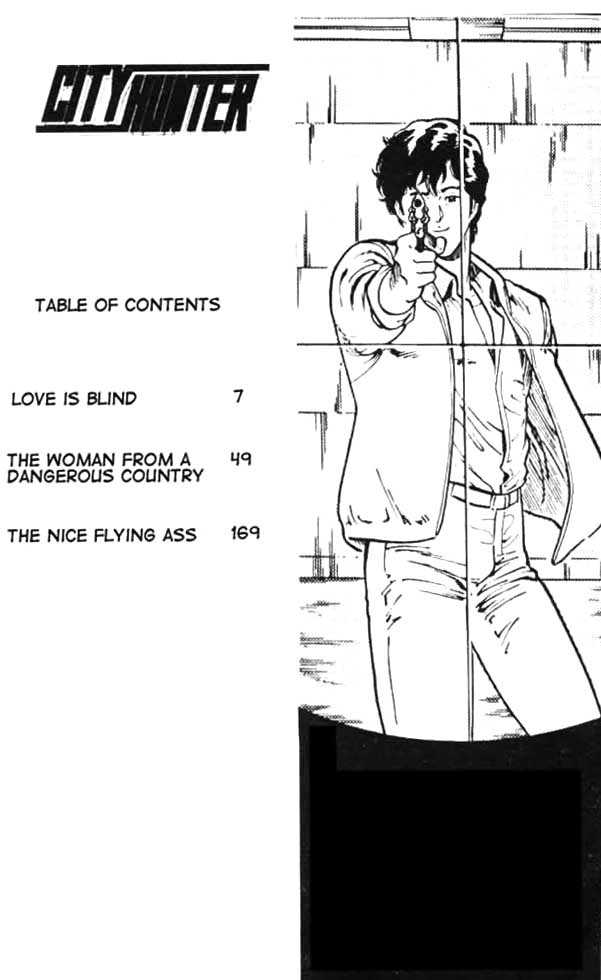 CITY HUNTER
TABLE OF CONTENTS
LOVE IS BLIND 7
THE WOMAN FROM A 49
DANGEROUS COUNTRY
THE NICE FLYING ASS 169